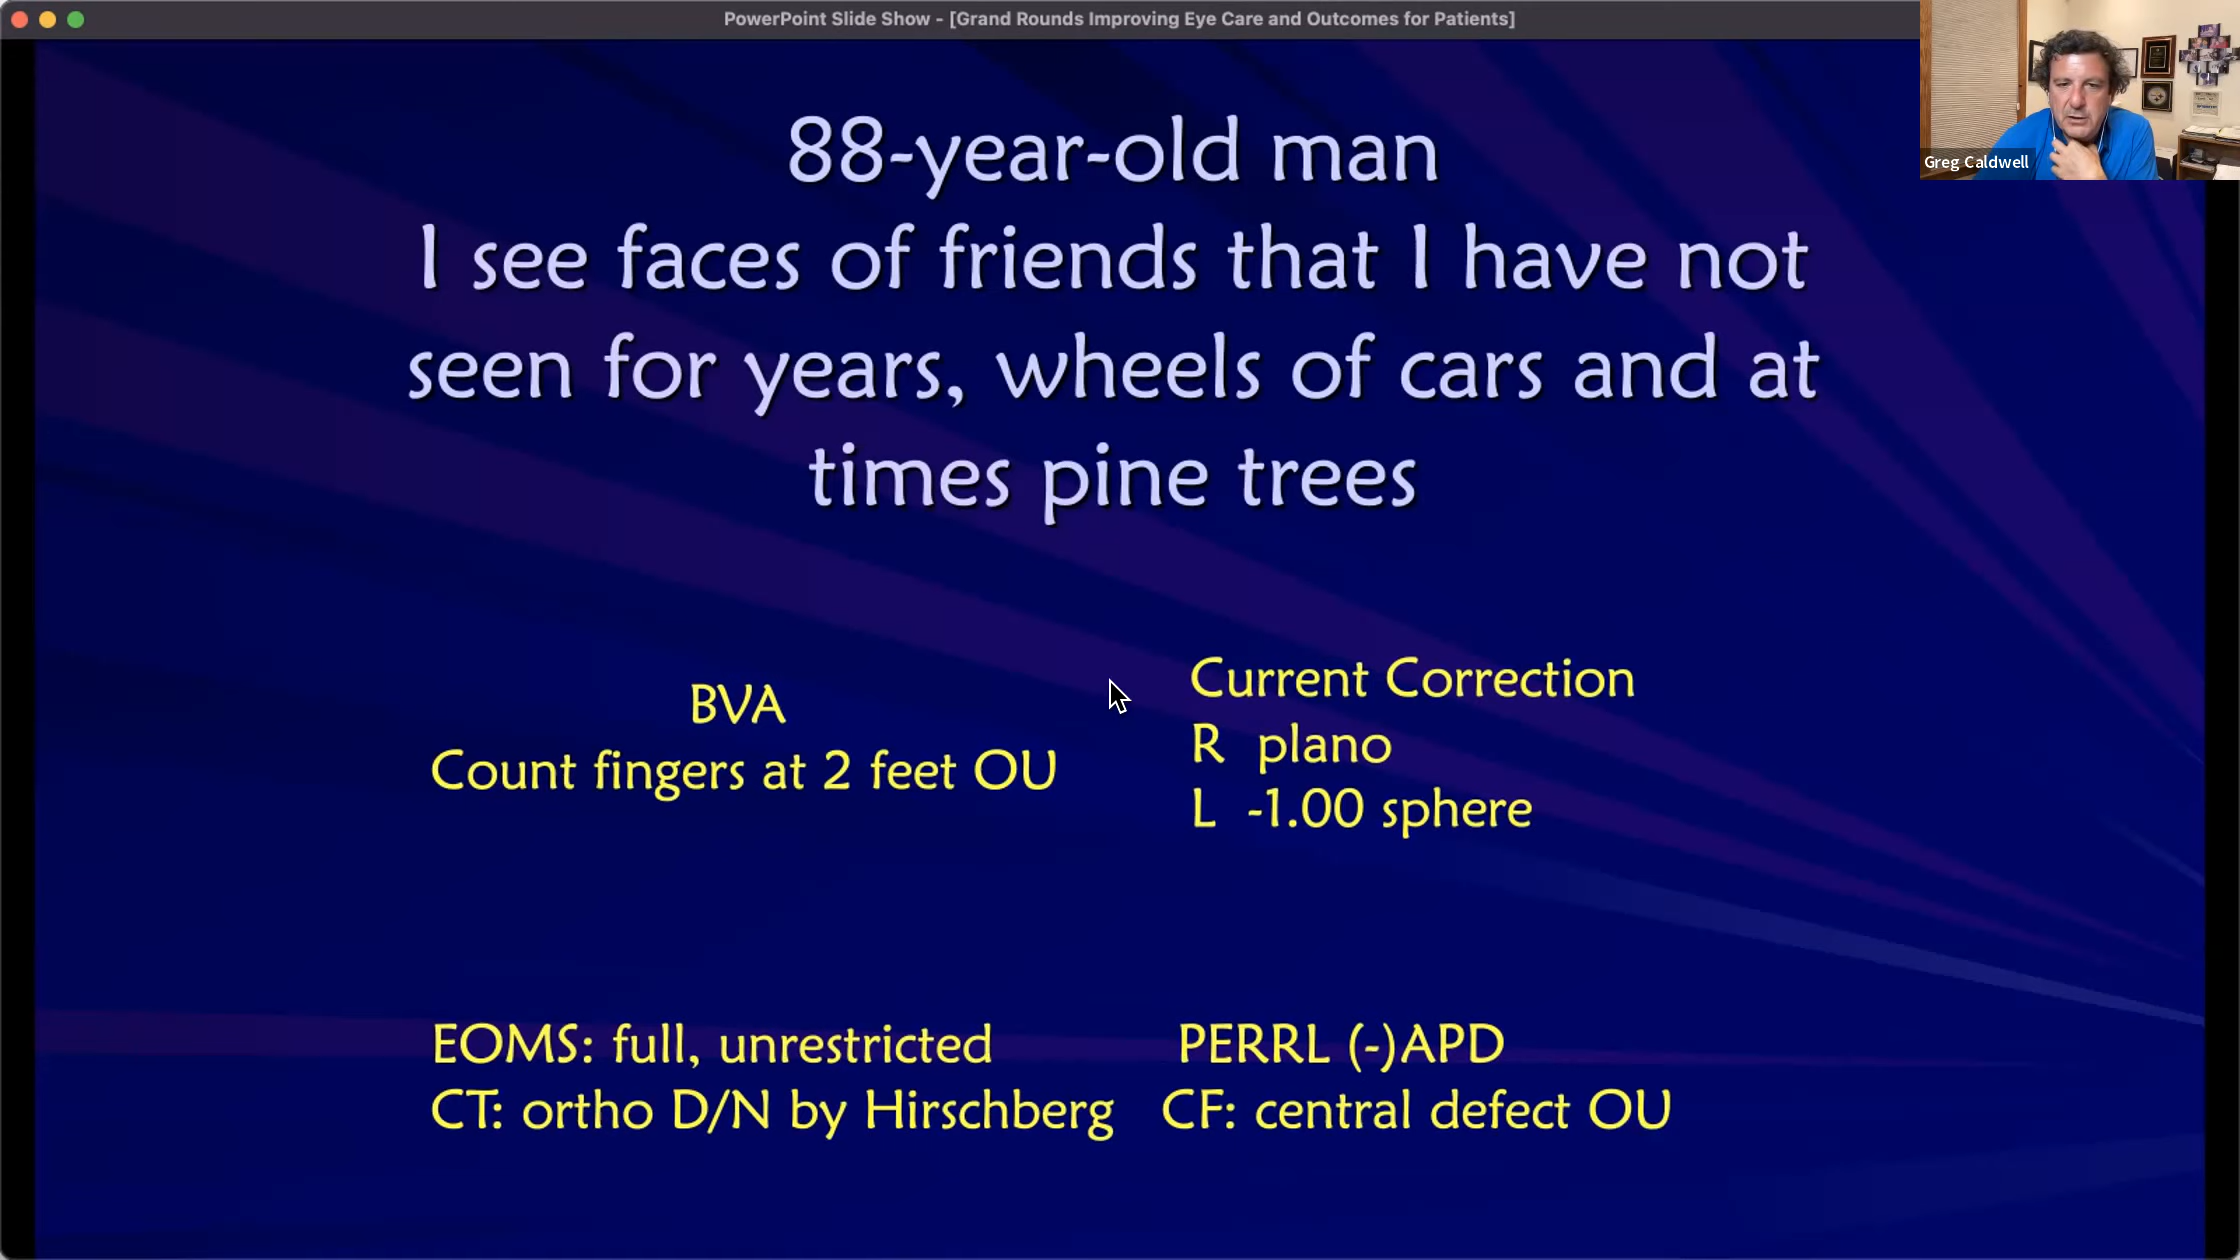 PowerPoint Slide Show - [Grand Rounds Improving Eye Care and Outcomes for Patients]
Greg Caldwell
88-year-old man
I see faces of friends that I have not
seen for years, wheels of cars and at
times pine trees
BVA
Count fingers at 2 feet OU
Current Correction
R plano
L -1.00 sphere
EOMS: full, unrestricted
CT: ortho D/N by Hirschberg
PERRL (-)APD
CF: central defect OU